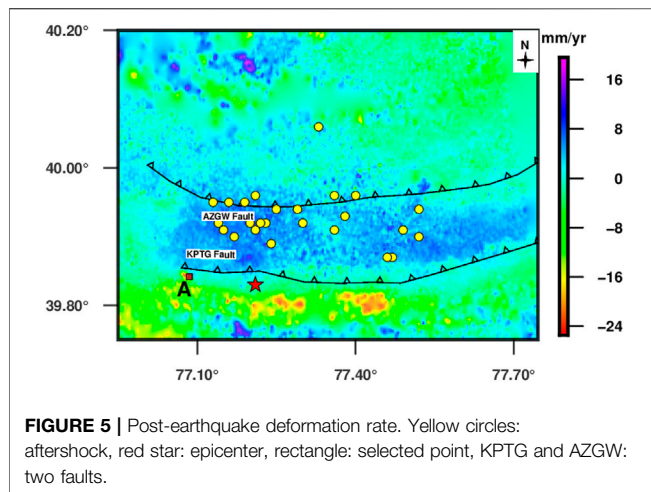 40.20°
N
mm/yr
16
8
40.00°
0
AZGW Fault
−8
KPTG Fault
A
−16
39.80°
−24
77.10°
77.40°
77.70°
FIGURE 5 | Post-earthquake deformation rate. Yellow circles:
aftershock, red star: epicenter, rectangle: selected point, KPTG and AZGW:
two faults.